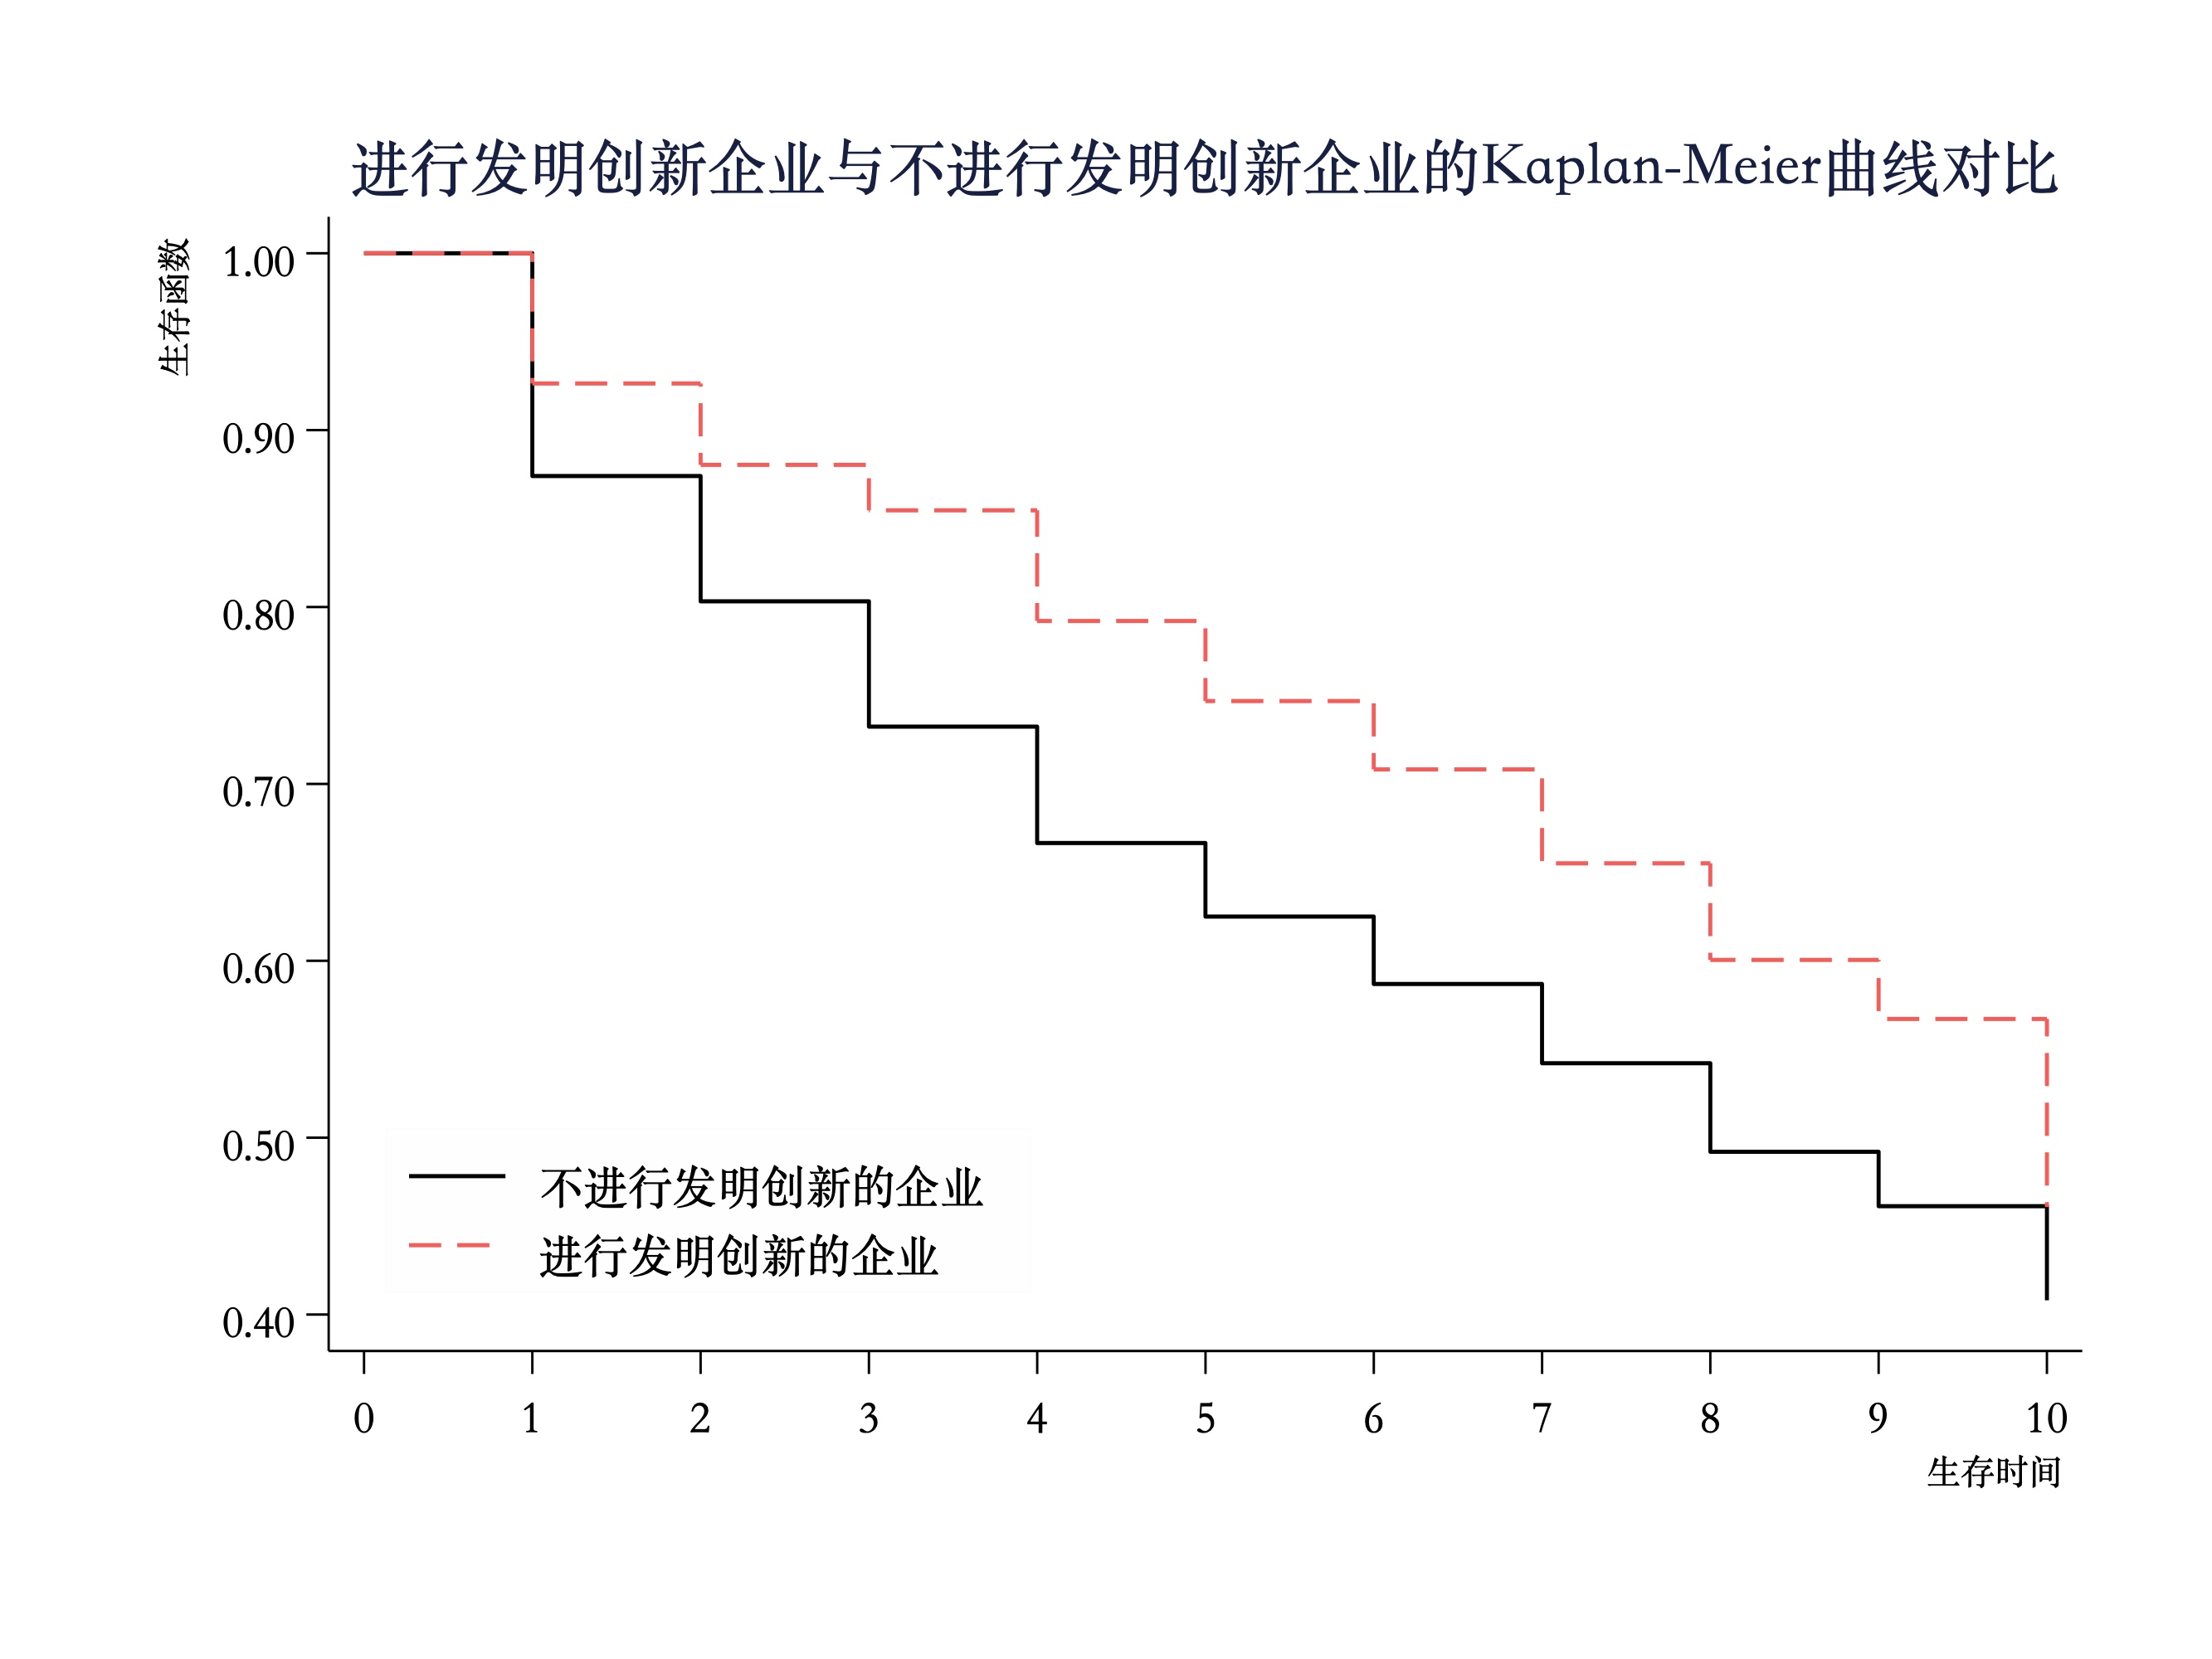 进行发明创新企业与不进行发明创新企业的Kaplan-Meier曲线对比
生存函数
1.00
0.90
0.80
0.70
0.60
0.50
0.40
不进行发明创新的企业
进行发明创新的企业
0 1 2 3 4 5 6 7 8 9 10
生存时间